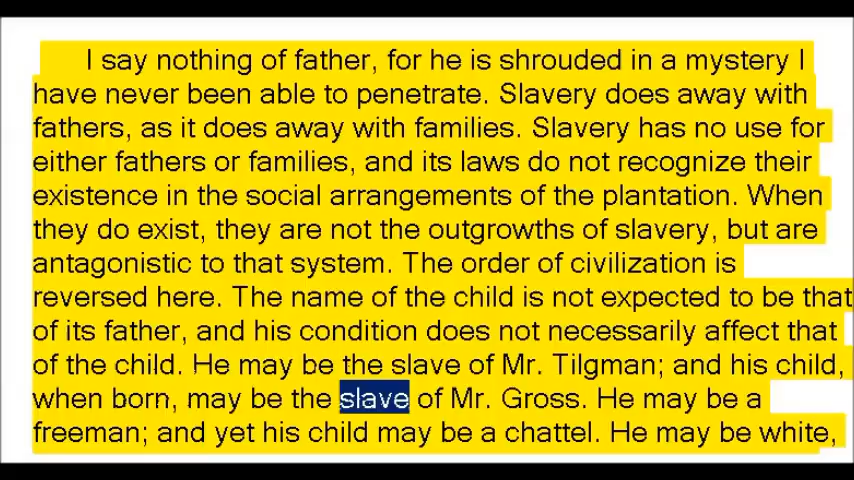 I say nothing of father, for he is shrouded in a mystery I
have never been able to penetrate. Slavery does away with
fathers, as it does away with families. Slavery has no use for
either fathers or families, and its laws do not recognize their
existence in the social arrangements of the plantation. When
they do exist, they are not the outgrowths of slavery, but are
antagonistic to that system. The order of civilization is
reversed here. The name of the child is not expected to be that
of its father, and his condition does not necessarily affect that
of the child. He may be the slave of Mr. Tilgman; and his child,
when born, may be the slave of Mr. Gross. He may be a
freeman; and yet his child may be a chattel. He may be white,